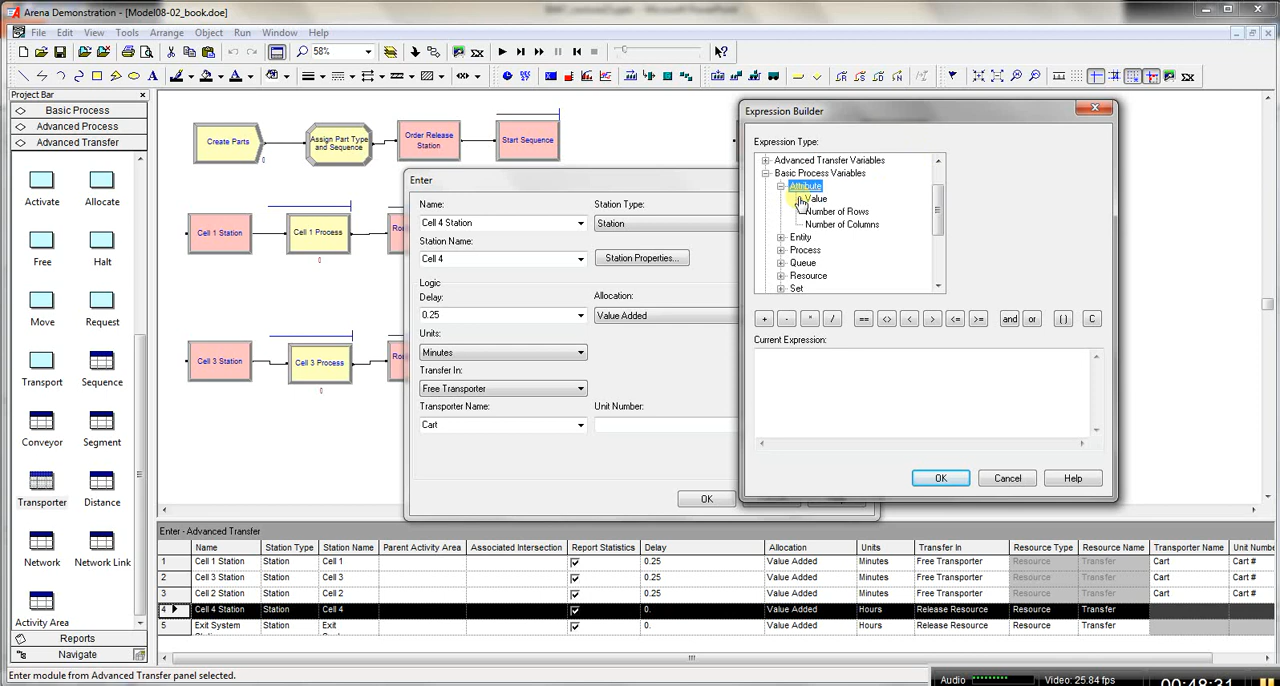 Arena Demonstration - [Model08-02_book.doe]
File Edit View Tools Arrange Object Run Window Help
58%
Project Bar
Basic Process
Advanced Process
Advanced Transfer
Activate Allocate
Free Halt
Move Request
Transport Sequence
Conveyor Segment
Transporter Distance
Network Network Link
Activity Area
Reports
Navigate
Create Parts
0
Assign Part Type
and Sequence
Order Release
Station
Start Sequence
Cell 1 Station
Cell 1 Process
0
Cell 3 Station
Cell 3 Process
0
Enter
Name:
Station Type:
Cell 4 Station
Station
Station Name:
Cell 4
Station Properties...
Logic
Delay:
Allocation:
0.25
Value Added
Units:
Minutes
Transfer In:
Free Transporter
Transporter Name:
Unit Number:
Cart
OK
Expression Builder
Expression Type:
Advanced Transfer Variables
Basic Process Variables
Attribute
Value
Number of Rows
Number of Columns
Entity
Process
Queue
Resource
Set
+ - * / == <> < > <= >= and or ( ) C
Current Expression:
OK Cancel Help
Enter - Advanced Transfer
Name Station Type Station Name Parent Activity Area Associated Intersection Report Statistics Delay Allocation Units Transfer In Resource Type Resource Name Transporter Name Unit Numbe
1 Cell 1 Station Station Cell 1 0.25 Value Added Minutes Free Transporter Resource Transfer Cart Cart #
2 Cell 3 Station Station Cell 3 0.25 Value Added Minutes Free Transporter Resource Transfer Cart Cart #
3 Cell 2 Station Station Cell 2 0.25 Value Added Minutes Free Transporter Resource Transfer Cart Cart #
4 Cell 4 Station Station Cell 4 0. Value Added Hours Release Resource Resource Transfer
5 Exit System Station Exit 0. Value Added Hours Release Resource Resource Transfer
Enter module from Advanced Transfer panel selected.
Audio Video: 25.84 fps 00:48:31